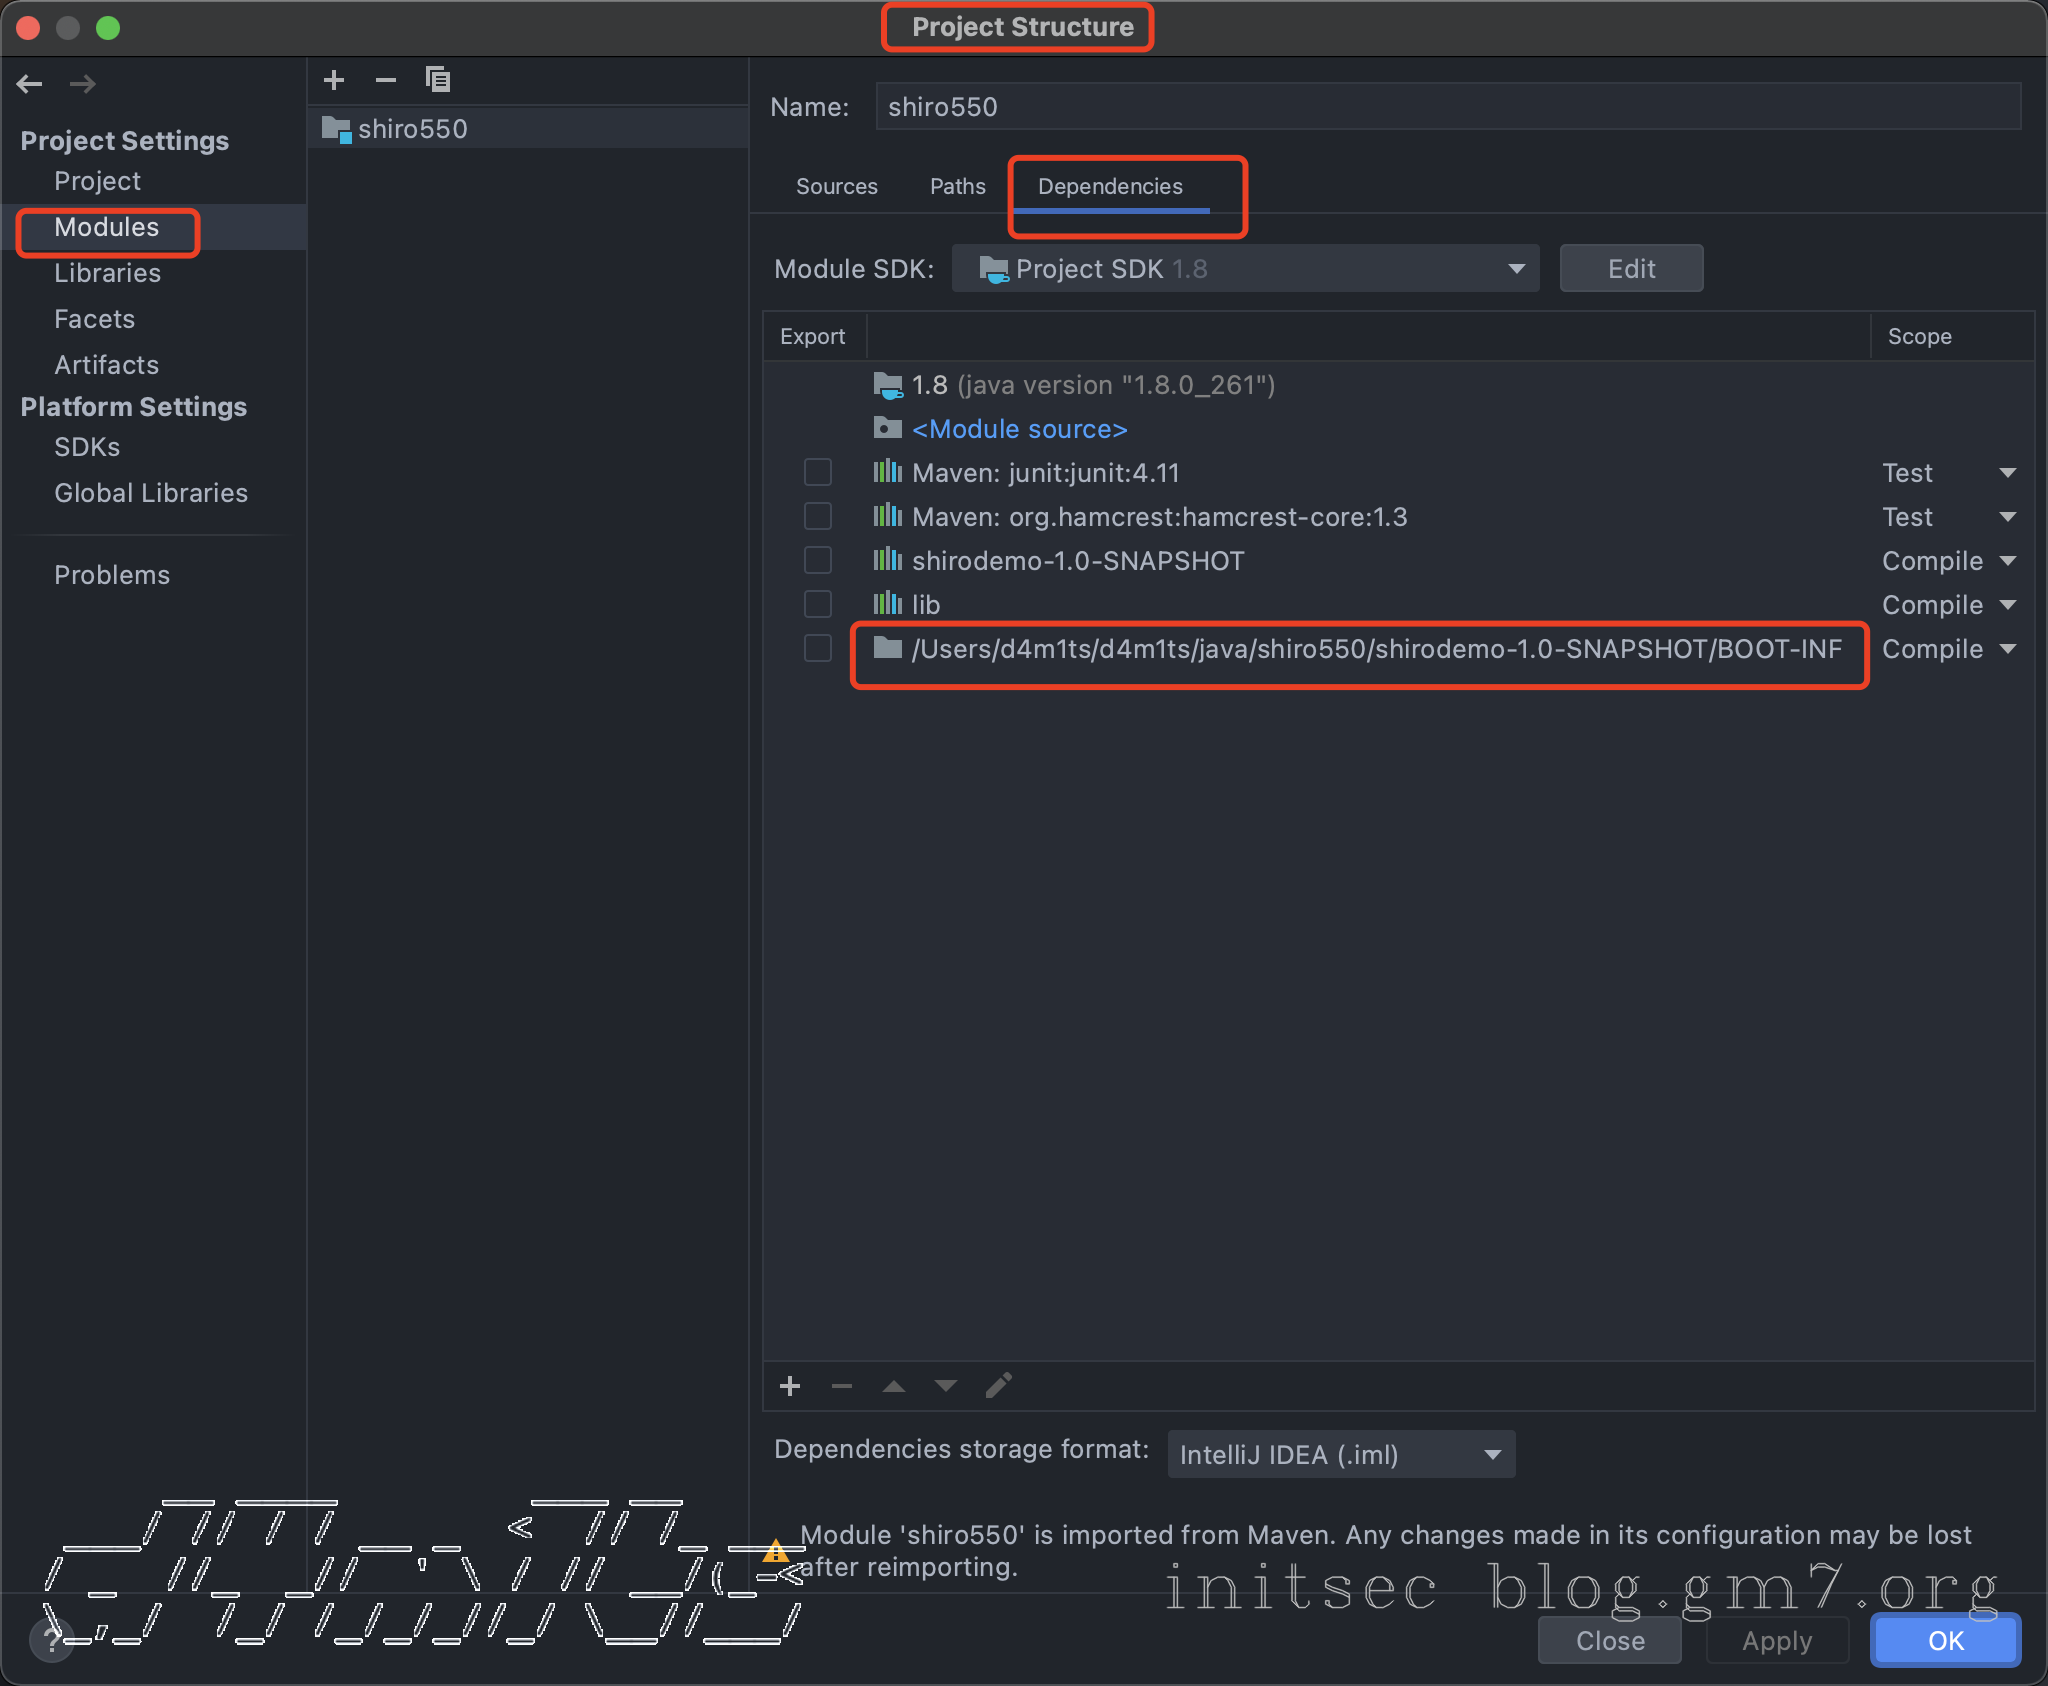 Project Structure
Project Settings
Project
Modules
Libraries
Facets
Artifacts
Platform Settings
SDKs
Global Libraries
Problems
shiro550
Name: shiro550
Sources Paths Dependencies
Module SDK: Project SDK 1.8 Edit
Export Scope
1.8 (java version "1.8.0_261")
<Module source>
Maven: junit:junit:4.11 Test
Maven: org.hamcrest:hamcrest-core:1.3 Test
shirodemo-1.0-SNAPSHOT Compile
lib Compile
/Users/d4m1ts/d4m1ts/java/shiro550/shirodemo-1.0-SNAPSHOT/BOOT-INF Compile
Dependencies storage format: IntelliJ IDEA (.iml)
Module 'shiro550' is imported from Maven. Any changes made in its configuration may be lost
after reimporting.
initsec blog.gm7.org
?
Close Apply OK